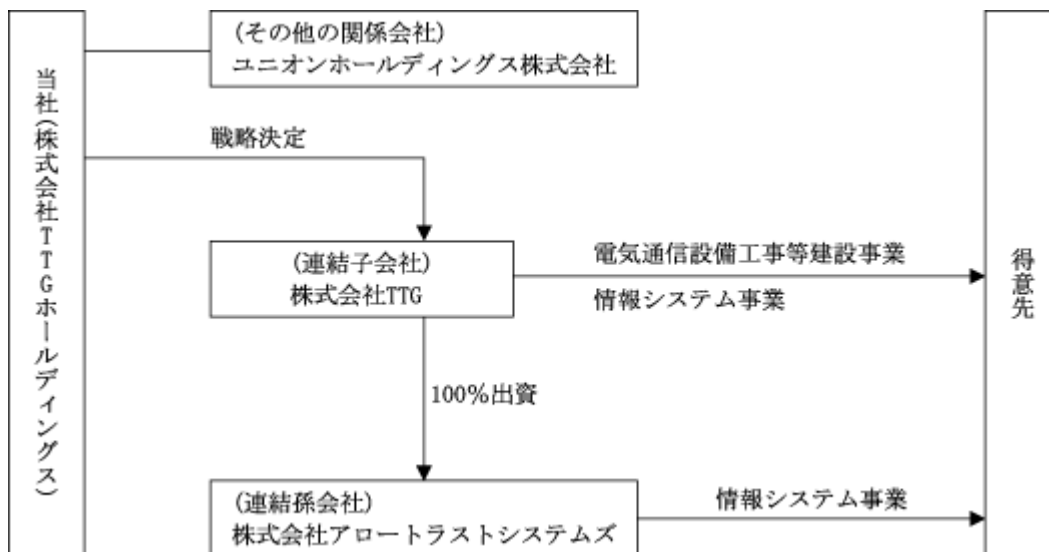 当社(株式会社TTGホールディングス)
(その他の関係会社)
ユニオンホールディングス株式会社
戦略決定
(連結子会社)
株式会社TTG
電気通信設備工事等建設事業
情報システム事業
100%出資
(連結孫会社)
株式会社アロートラストシステムズ
情報システム事業
得意先